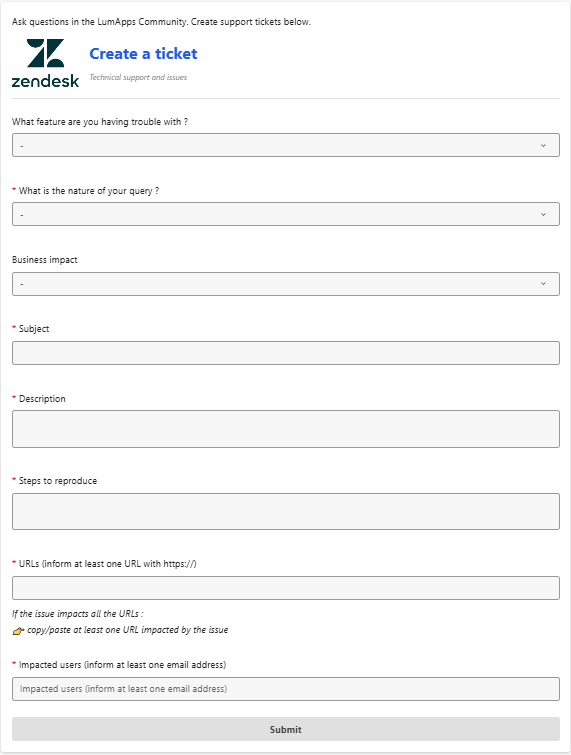 Ask questions in the LumApps Community. Create support tickets below.
zendesk
Create a ticket
Technical support and issues
What feature are you having trouble with ?
-
* What is the nature of your query ?
-
Business impact
-
* Subject
* Description
* Steps to reproduce
* URLs (inform at least one URL with https://)
If the issue impacts all the URLs :
👉 copy/paste at least one URL impacted by the issue
* Impacted users (inform at least one email address)
Impacted users (inform at least one email address)
Submit